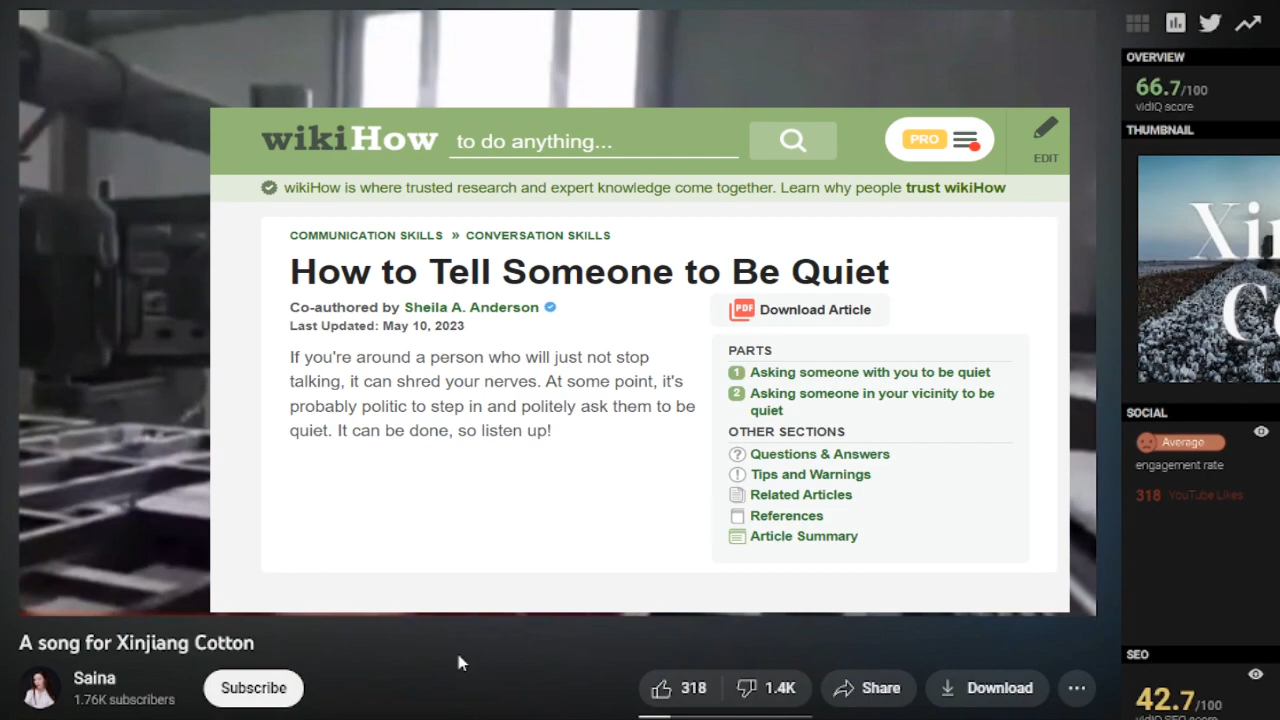 wikiHow to do anything...
PRO
EDIT
wikiHow is where trusted research and expert knowledge come together. Learn why people trust wikiHow
COMMUNICATION SKILLS » CONVERSATION SKILLS
How to Tell Someone to Be Quiet
Co-authored by Sheila A. Anderson
Last Updated: May 10, 2023
PDF Download Article
If you're around a person who will just not stop
talking, it can shred your nerves. At some point, it's
probably politic to step in and politely ask them to be
quiet. It can be done, so listen up!
PARTS
1 Asking someone with you to be quiet
2 Asking someone in your vicinity to be
quiet
OTHER SECTIONS
Questions & Answers
Tips and Warnings
Related Articles
References
Article Summary
A song for Xinjiang Cotton
Saina
1.76K subscribers
Subscribe
318
1.4K
Share
Download
OVERVIEW
66.7/100
vidIQ score
THUMBNAIL
Xin
Co
SOCIAL
Average
engagement rate
318 YouTube Likes
SEO
42.7/100
vidIQ SEO score